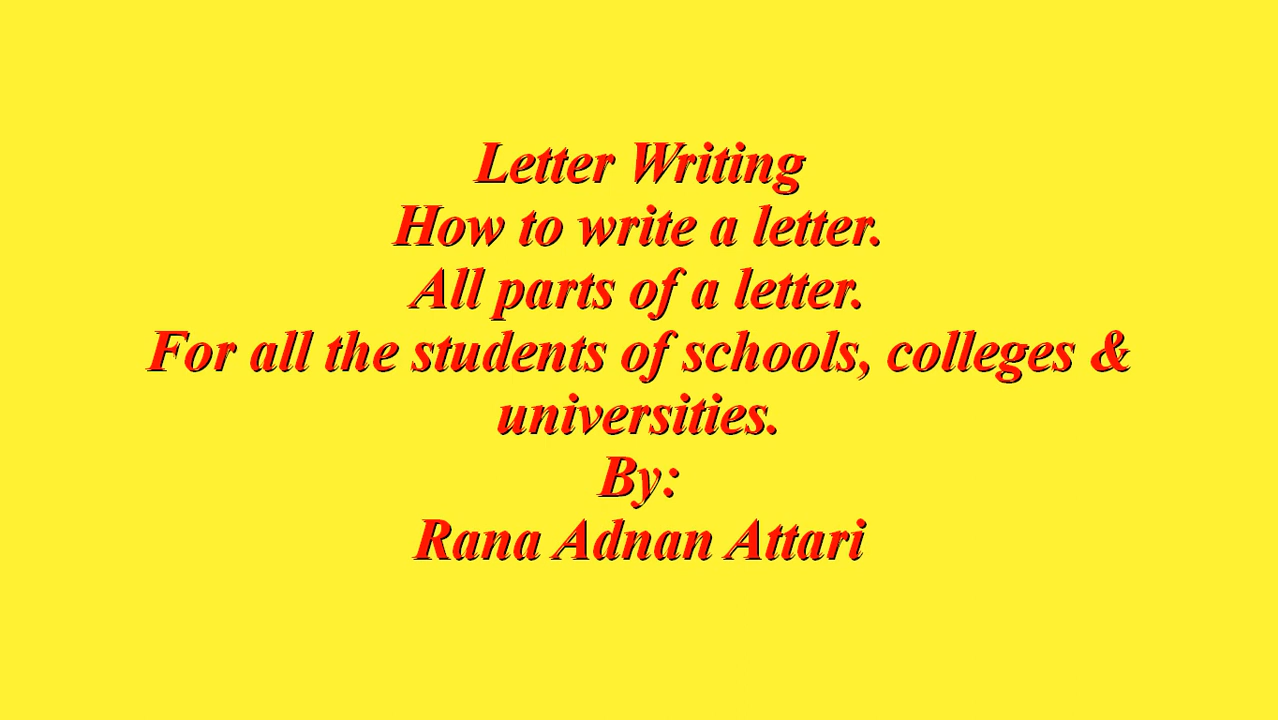 Letter Writing
How to write a letter.
All parts of a letter.
For all the students of schools, colleges &
universities.
By:
Rana Adnan Attari